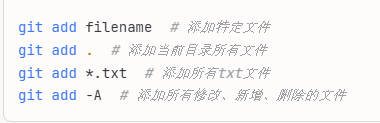 git add filename  # 添加特定文件
git add .  # 添加当前目录所有文件
git add *.txt  # 添加所有txt文件
git add -A  # 添加所有修改、新增、删除的文件